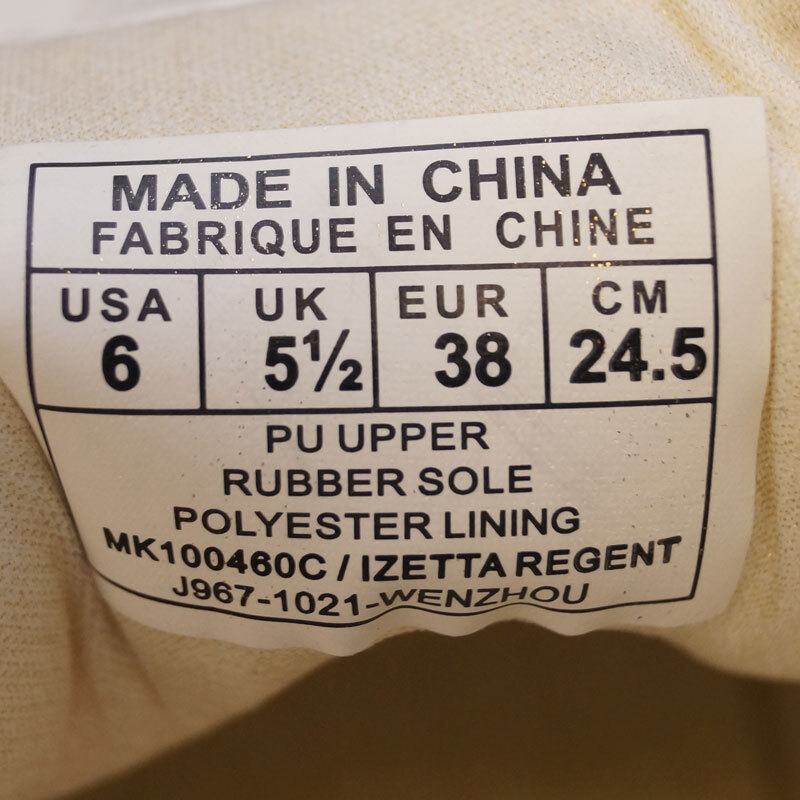 MADE IN CHINA
FABRIQUE EN CHINE
USA UK EUR CM
6 5½ 38 24.5
PU UPPER
RUBBER SOLE
POLYESTER LINING
MK100460C / IZETTA REGENT
J967-1021-WENZHOU